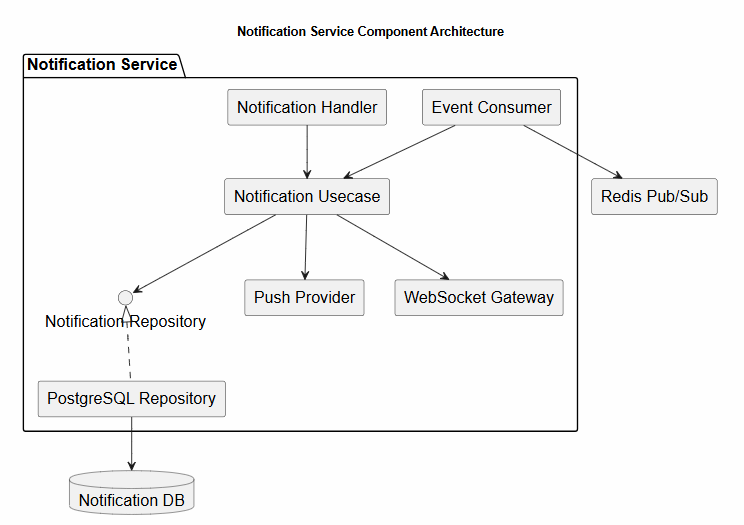 Notification Service Component Architecture
Notification Service
Notification Handler
Event Consumer
Notification Usecase
Redis Pub/Sub
Push Provider
WebSocket Gateway
Notification Repository
PostgreSQL Repository
Notification DB